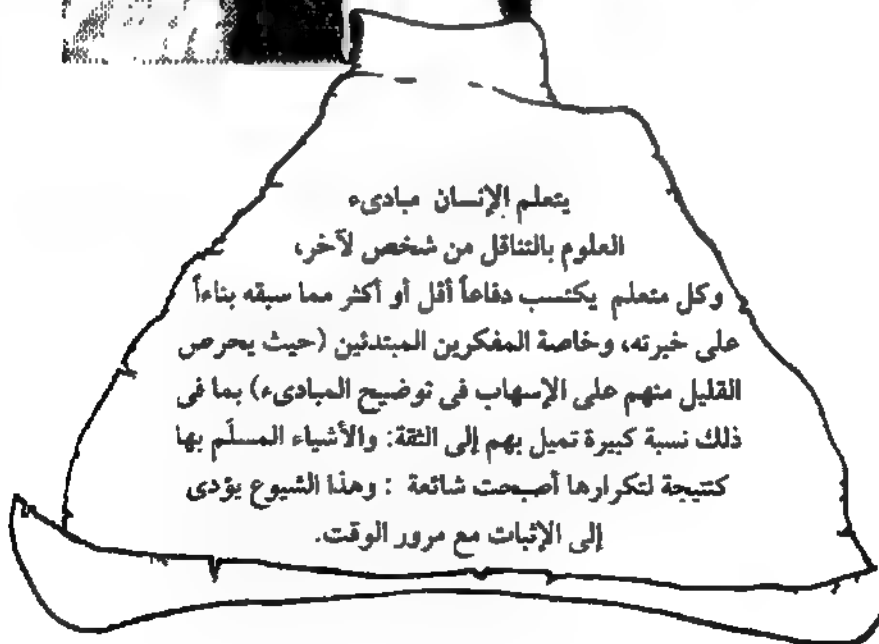 يتعلم الإنسان مبادىء
العلوم بالتناقل من شخص لآخر،
وكل متعلم يكتسب دفاعاً أقل أو أكثر مما سبقه بناءاً
على خبرته، وخاصة المفكرين المبتدئين (حيث يحرص
القليل منهم على الإسهاب فى توضيح المبادىء) بما فى
ذلك نسبة كبيرة تميل بهم إلى الثقة: والأشياء المسلّم بها
كنتيجة لتكرارها أصبحت شائعة : وهذا الشيوع يؤدى
إلى الإثبات مع مرور الوقت.